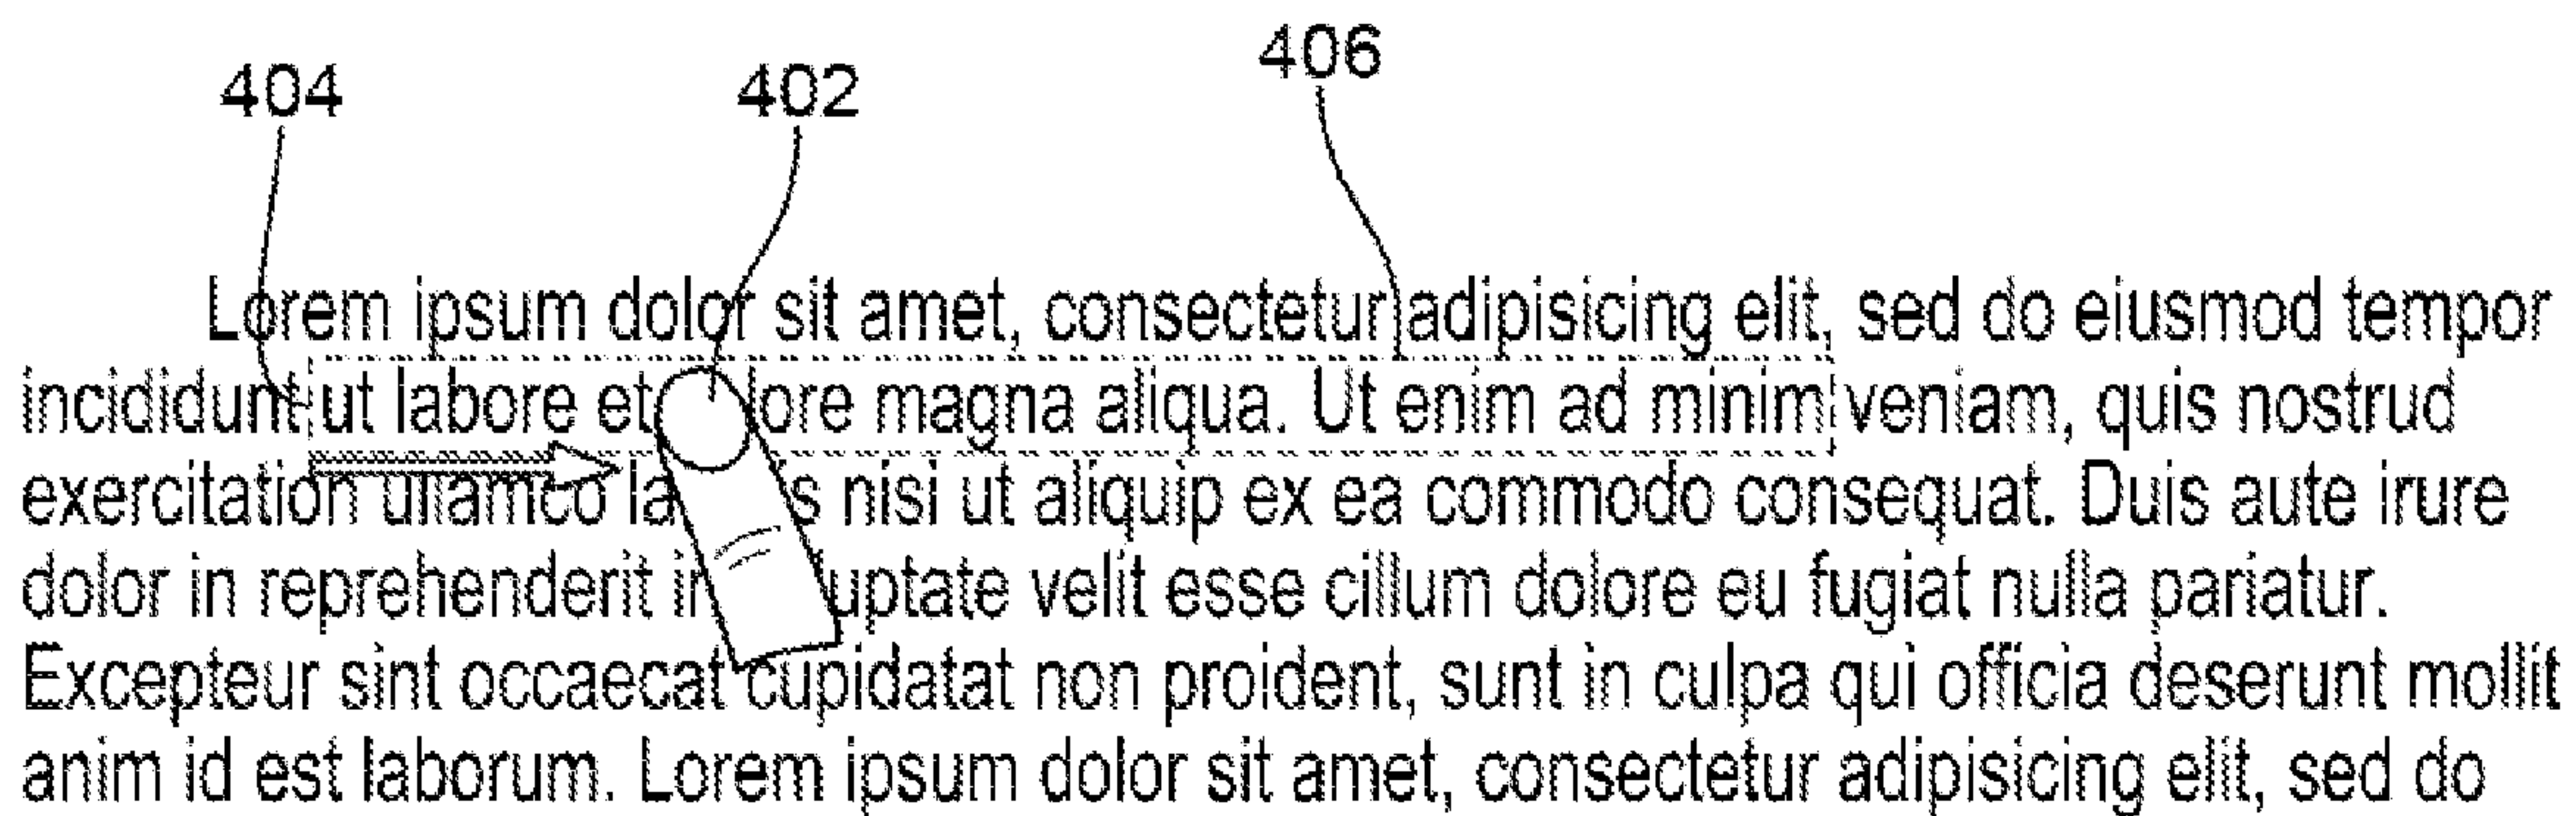 406
404 402
Lorem ipsum dolor sit amet, consectetur adipisicing elit, sed do eiusmod tempor
incididunt ut labore et lore magna aliqua. Ut enim ad minim veniam, quis nostrud
exercitation ullamco la is nisi ut aliquip ex ea commodo consequat. Duis aute irure
dolor in reprehenderit in luptate velit esse cillum dolore eu fugiat nulla pariatur.
Excepteur sint occaecat cupidatat non proident, sunt in culpa qui officia deserunt mollit
anim id est laborum. Lorem ipsum dolor sit amet, consectetur adipisicing elit, sed do